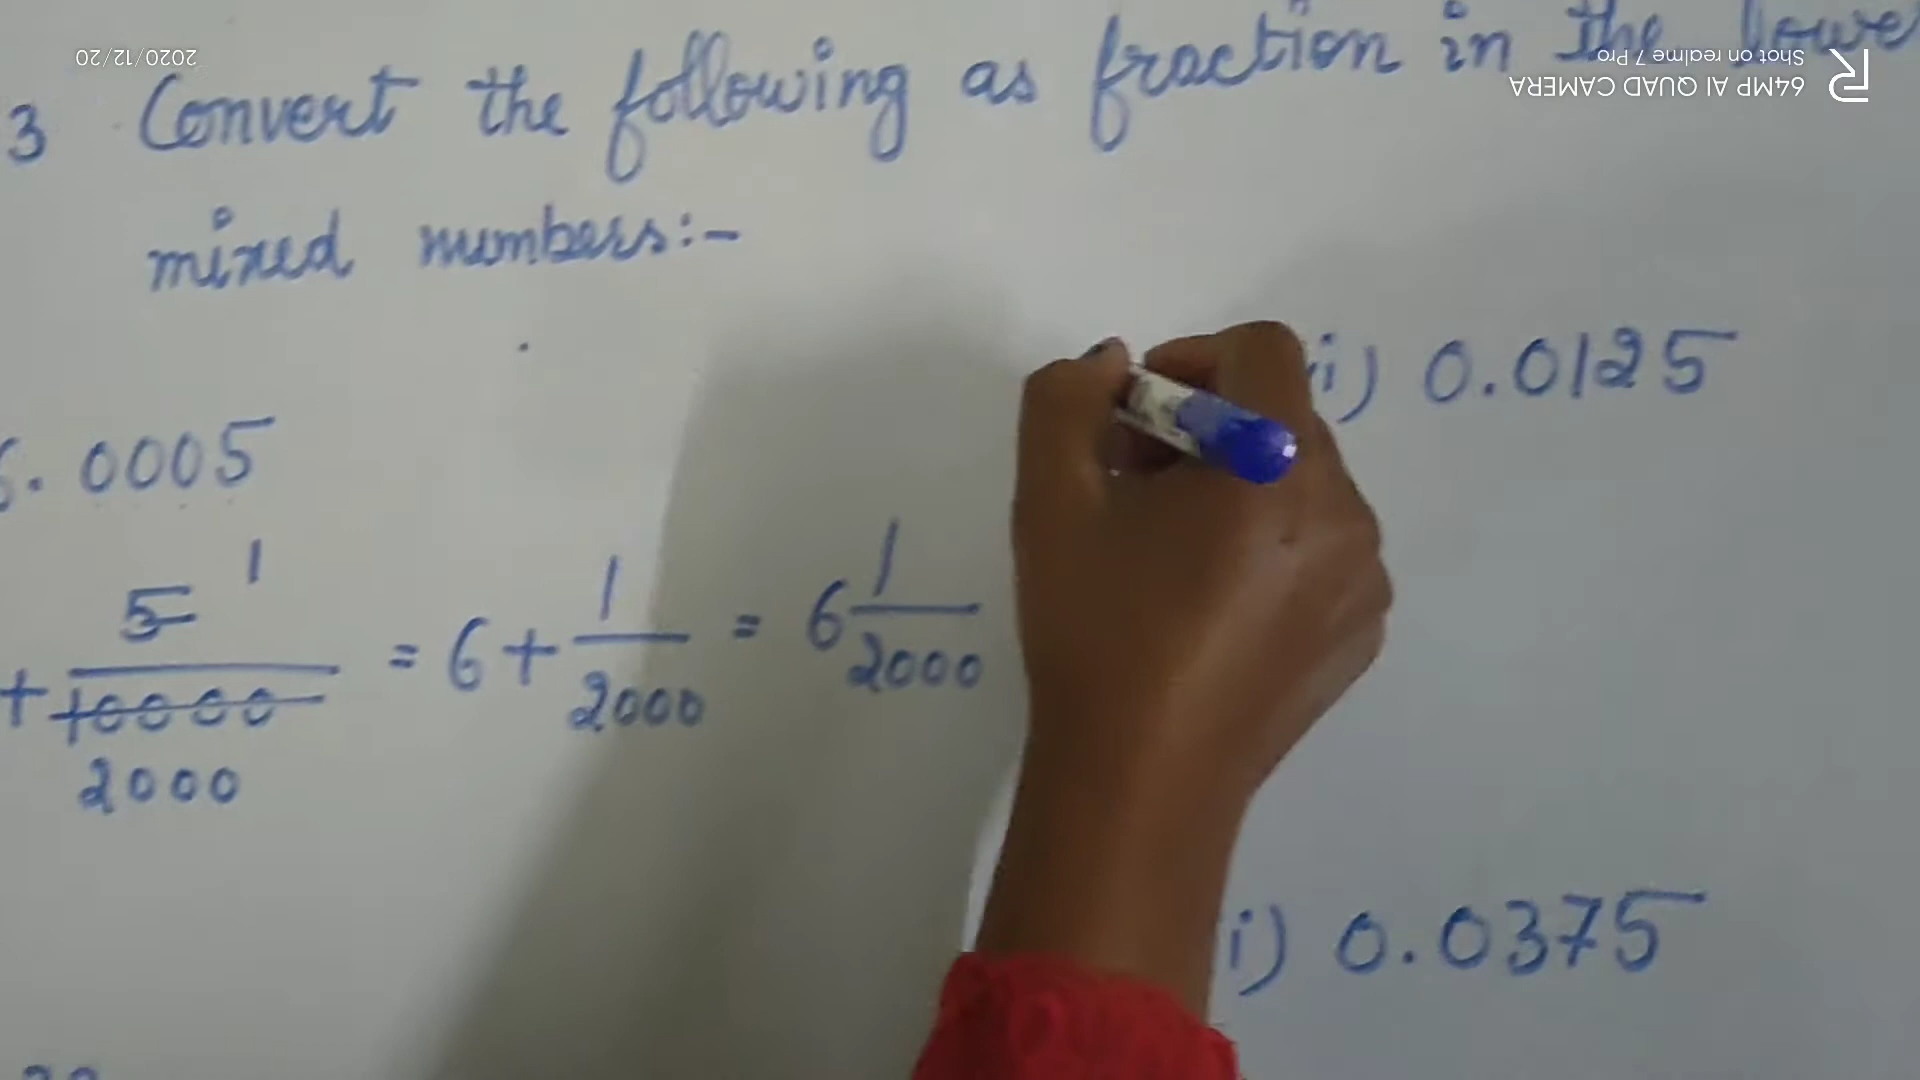 3 Convert the following as fraction in the lowe
mixed numbers:-
6.0005
+ 5/10000 1 2000 = 6 + 1/2000 = 6 1/2000
i) 0.0125
i) 0.0375
2020/12/20
Shot on realme 7 Pro
64MP AI QUAD CAMERA